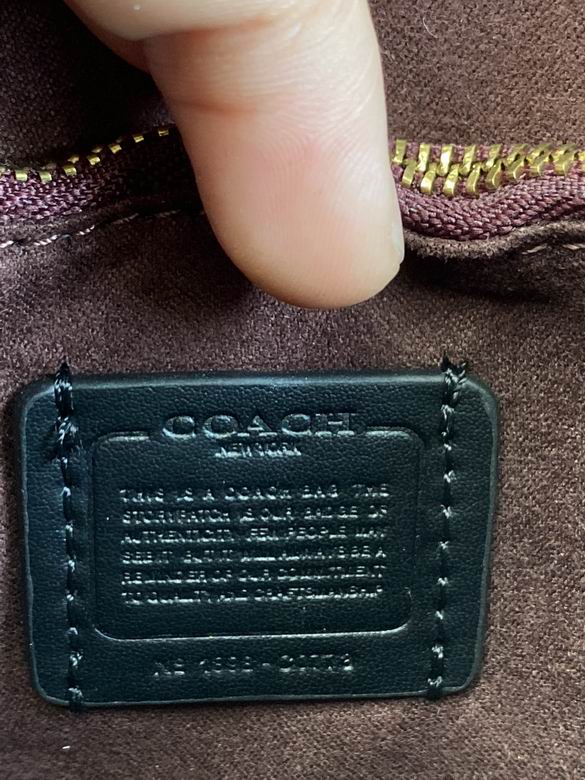 COACH
NEW YORK
THIS IS A COACH BAG. THE
STORYPATCH IS OUR BADGE OF
AUTHENTICITY. FEW PEOPLE MAY
SEE IT, BUT IT WILL ALWAYS BE A
REMINDER OF OUR COMMITMENT
TO QUALITY AND CRAFTSMANSHIP